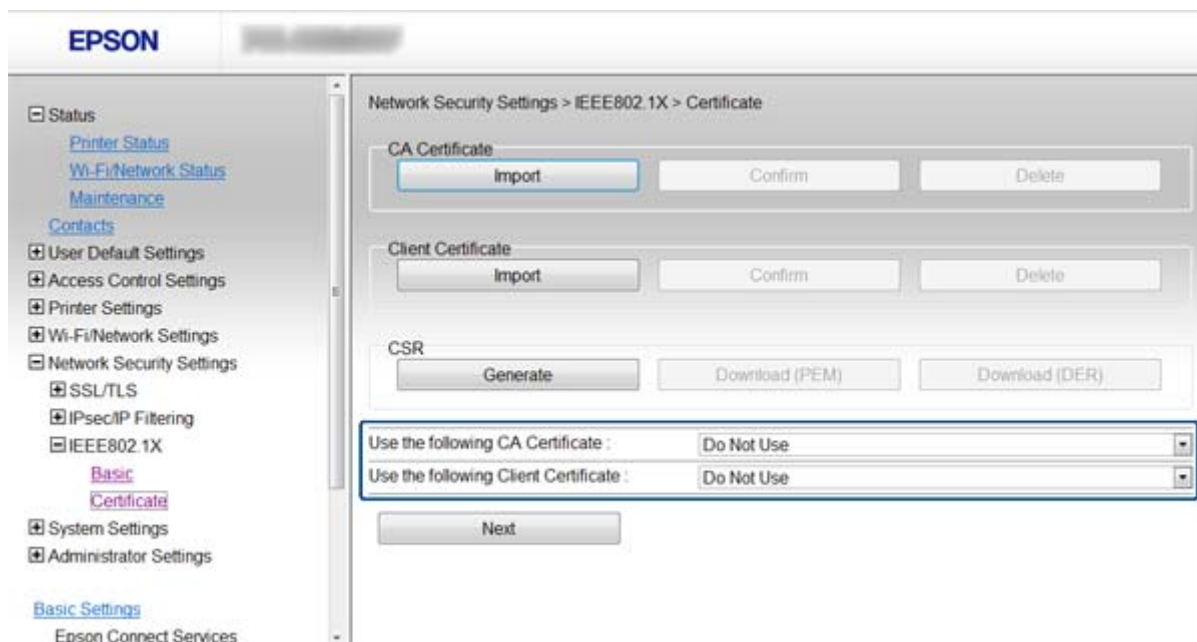 EPSON
Status
Printer Status
Wi-Fi/Network Status
Maintenance
Contacts
User Default Settings
Access Control Settings
Printer Settings
Wi-Fi/Network Settings
Network Security Settings
SSL/TLS
IPsec/IP Filtering
IEEE802.1X
Basic
Certificate
System Settings
Administrator Settings
Basic Settings
Epson Connect Services
Network Security Settings > IEEE802.1X > Certificate
CA Certificate
Import Confirm Delete
Client Certificate
Import Confirm Delete
CSR
Generate Download (PEM) Download (DER)
Use the following CA Certificate : Do Not Use
Use the following Client Certificate : Do Not Use
Next